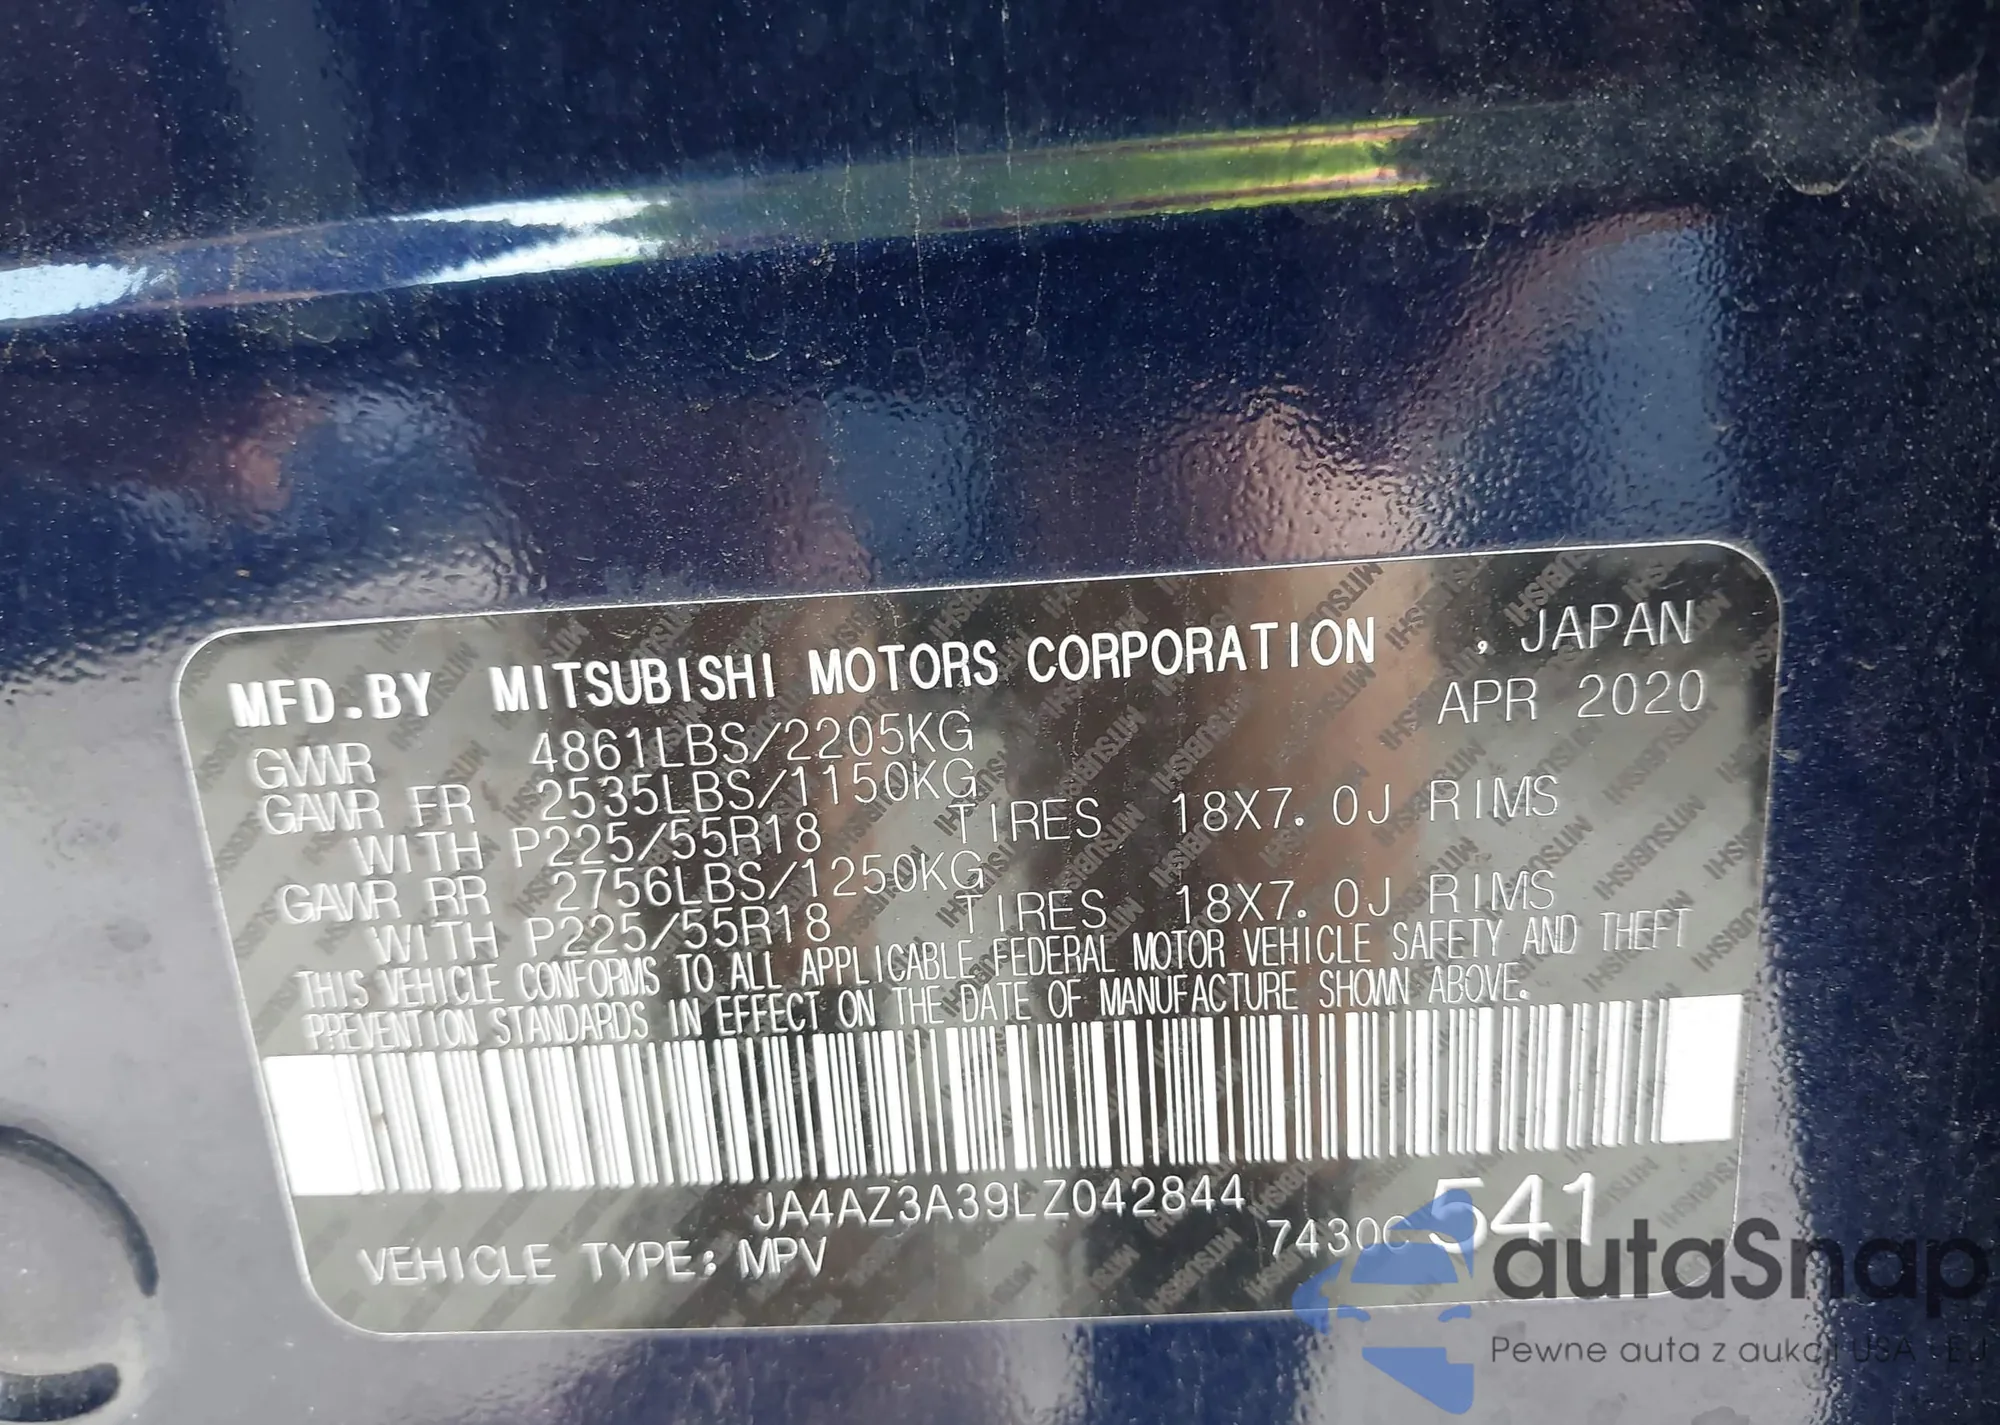 MFD.BY MITSUBISHI MOTORS CORPORATION , JAPAN
GVWR 4861LBS/2205KG APR 2020
GAWR FR 2535LBS/1150KG
WITH P225/55R18 TIRES 18X7.0J RIMS
GAWR RR 2756LBS/1250KG
WITH P225/55R18 TIRES 18X7.0J RIMS
THIS VEHICLE CONFORMS TO ALL APPLICABLE FEDERAL MOTOR VEHICLE SAFETY AND THEFT
PREVENTION STANDARDS IN EFFECT ON THE DATE OF MANUFACTURE SHOWN ABOVE.
JA4AZ3A39LZ042844
VEHICLE TYPE: MPV 7430C 541
autaSnap
Pewne auta z aukcji USA - EU